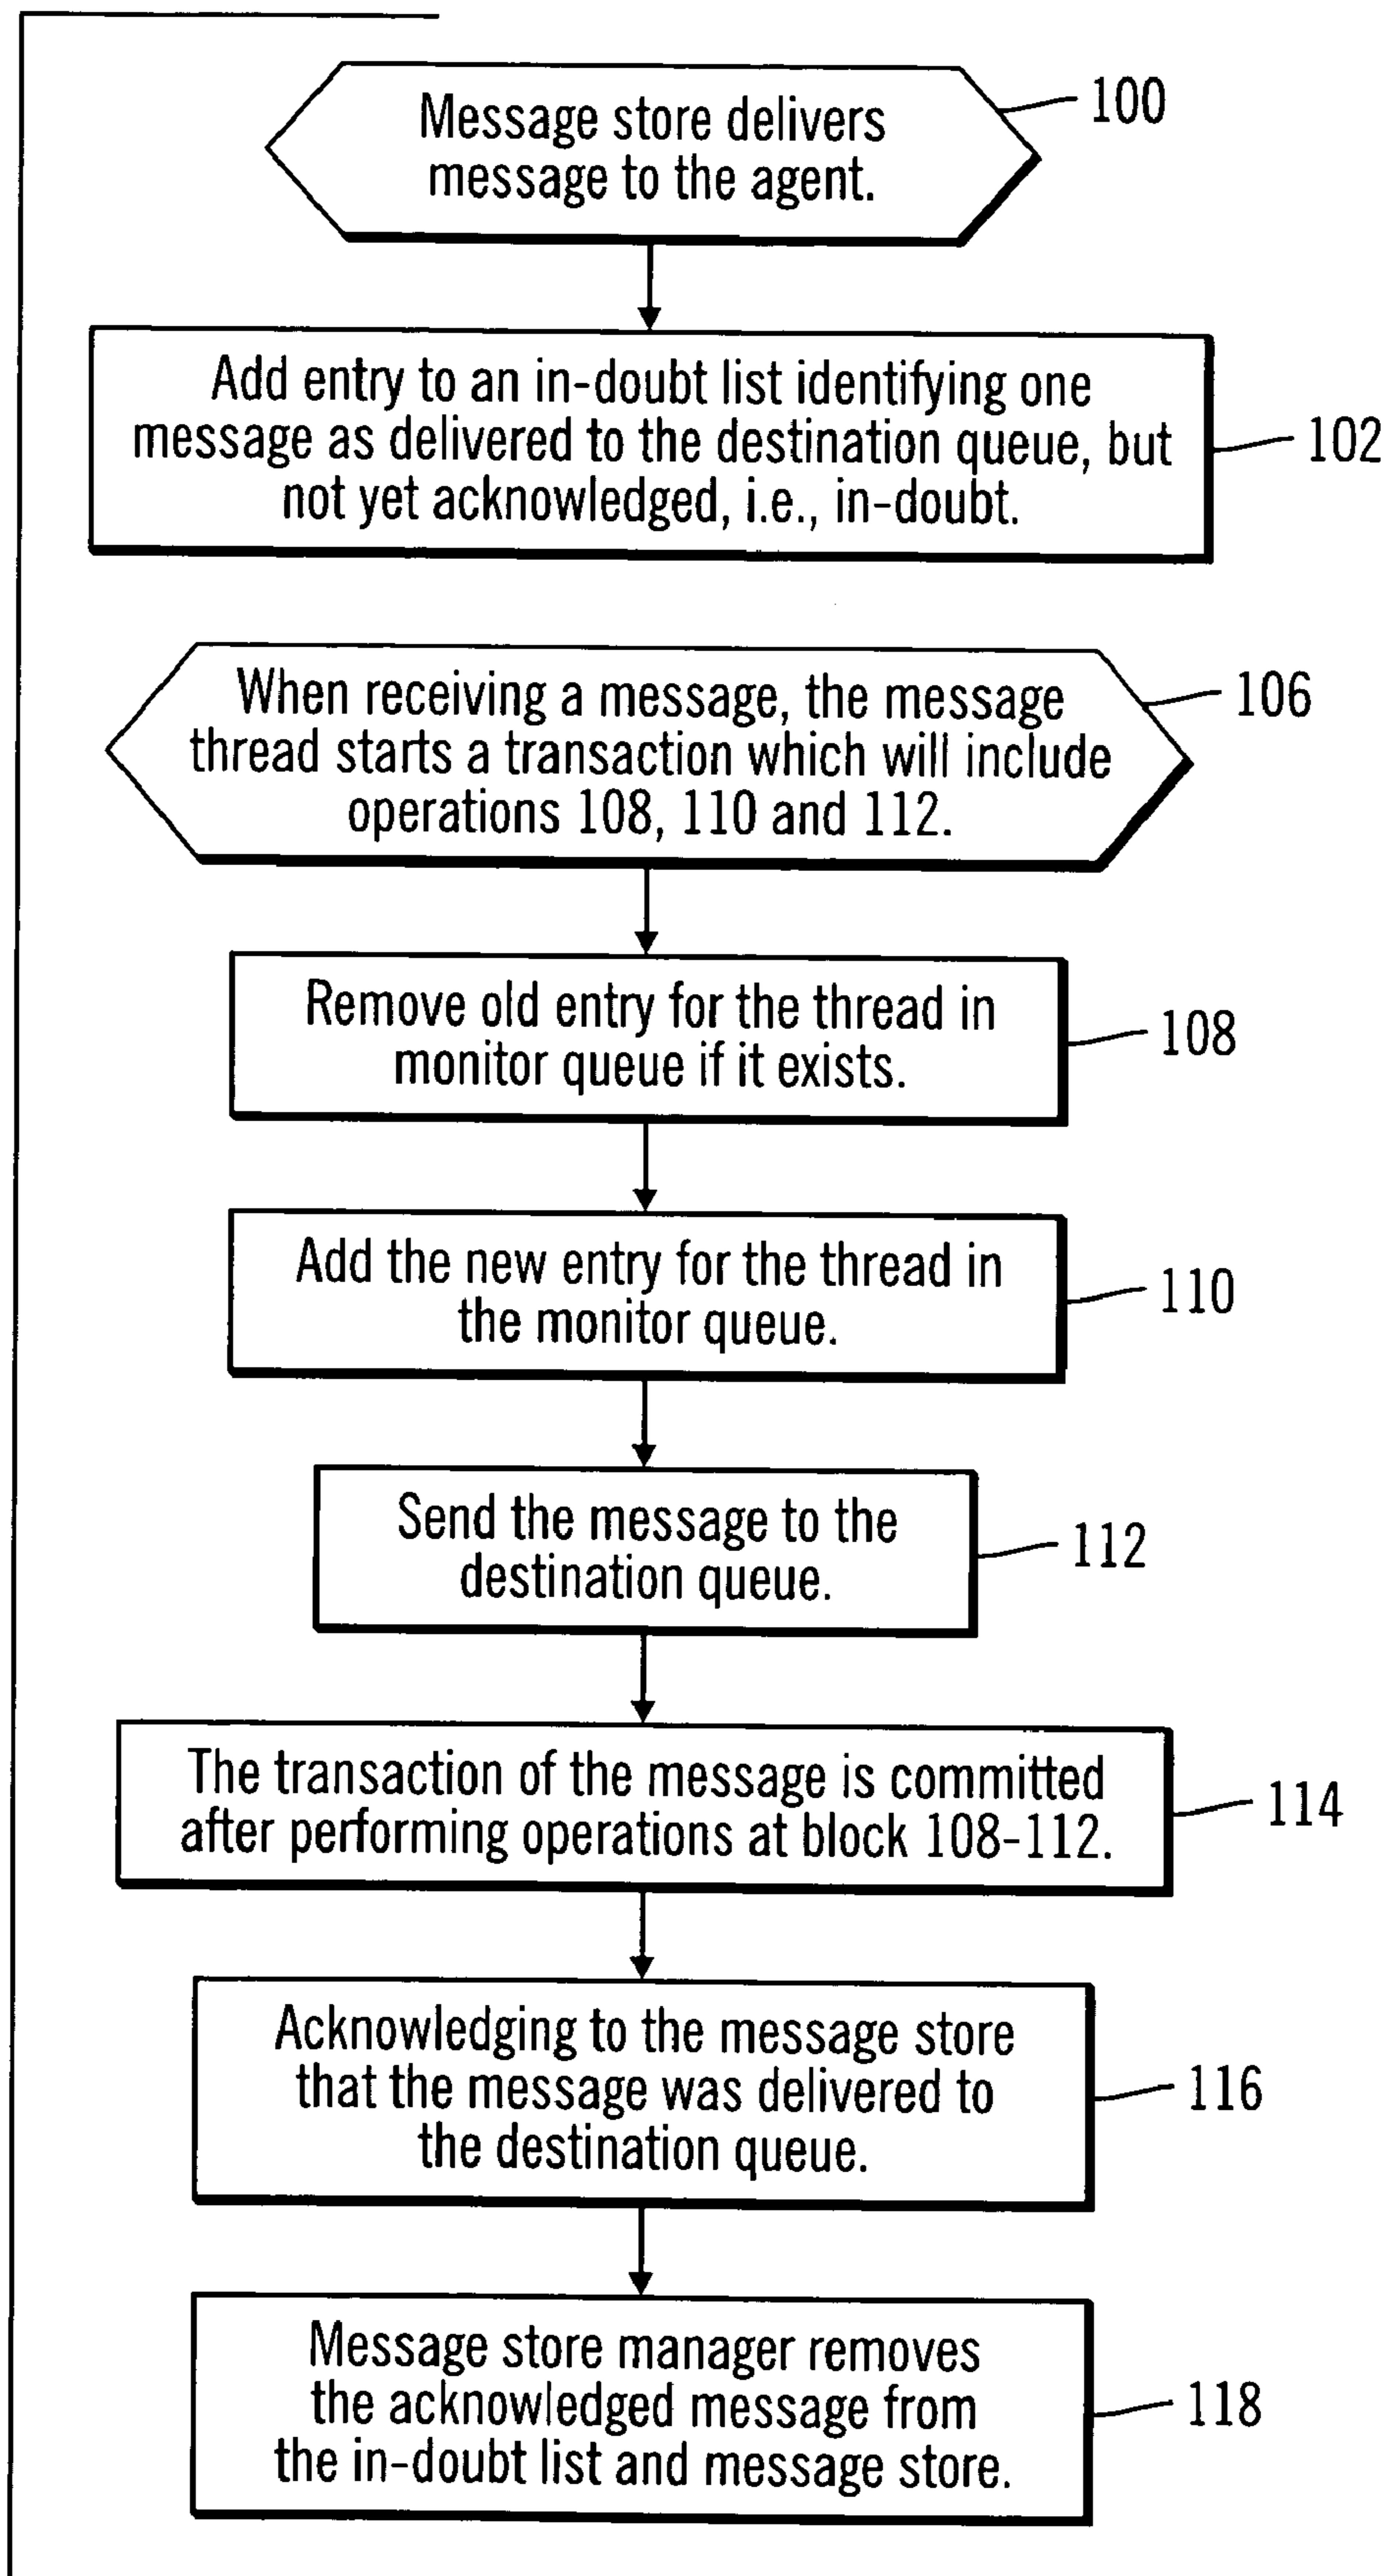 Message store delivers
message to the agent.
100
Add entry to an in-doubt list identifying one
message as delivered to the destination queue, but
not yet acknowledged, i.e., in-doubt.
102
When receiving a message, the message
thread starts a transaction which will include
operations 108, 110 and 112.
106
Remove old entry for the thread in
monitor queue if it exists.
108
Add the new entry for the thread in
the monitor queue.
110
Send the message to the
destination queue.
112
The transaction of the message is committed
after performing operations at block 108-112.
114
Acknowledging to the message store
that the message was delivered to
the destination queue.
116
Message store manager removes
the acknowledged message from
the in-doubt list and message store.
118